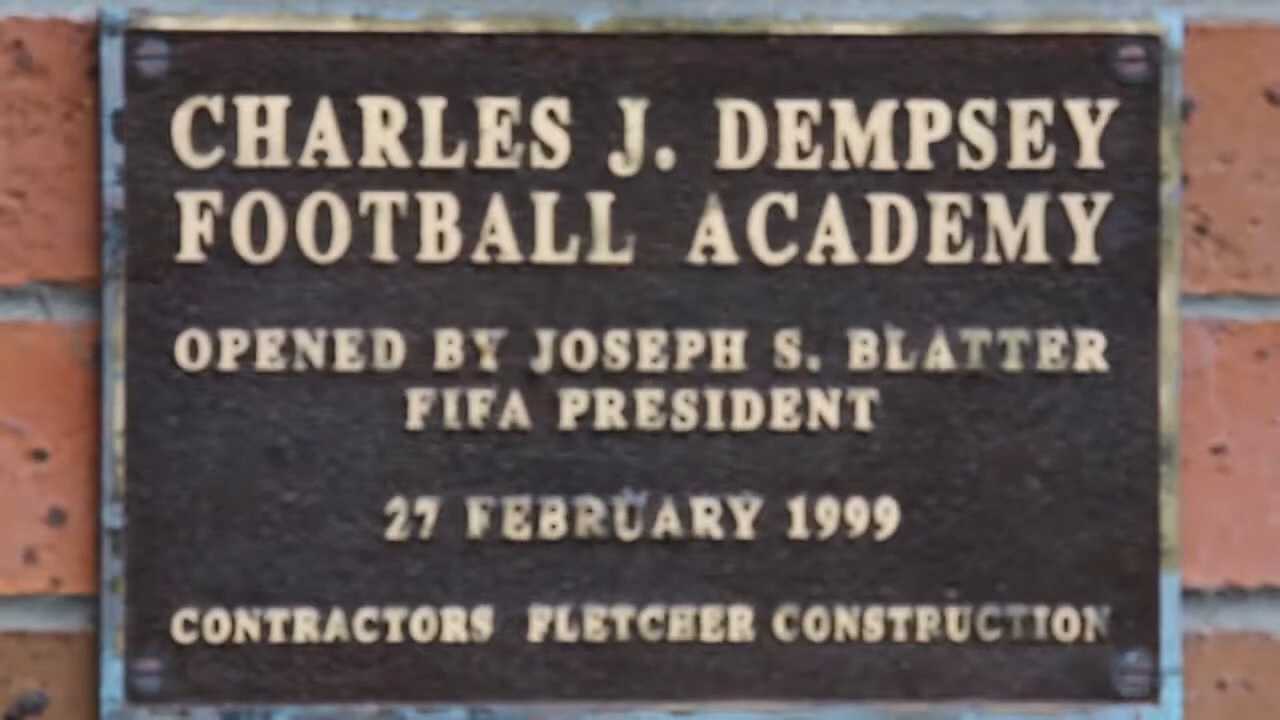 CHARLES J. DEMPSEY
FOOTBALL ACADEMY
OPENED BY JOSEPH S. BLATTER
FIFA PRESIDENT
27 FEBRUARY 1999
CONTRACTORS FLETCHER CONSTRUCTION